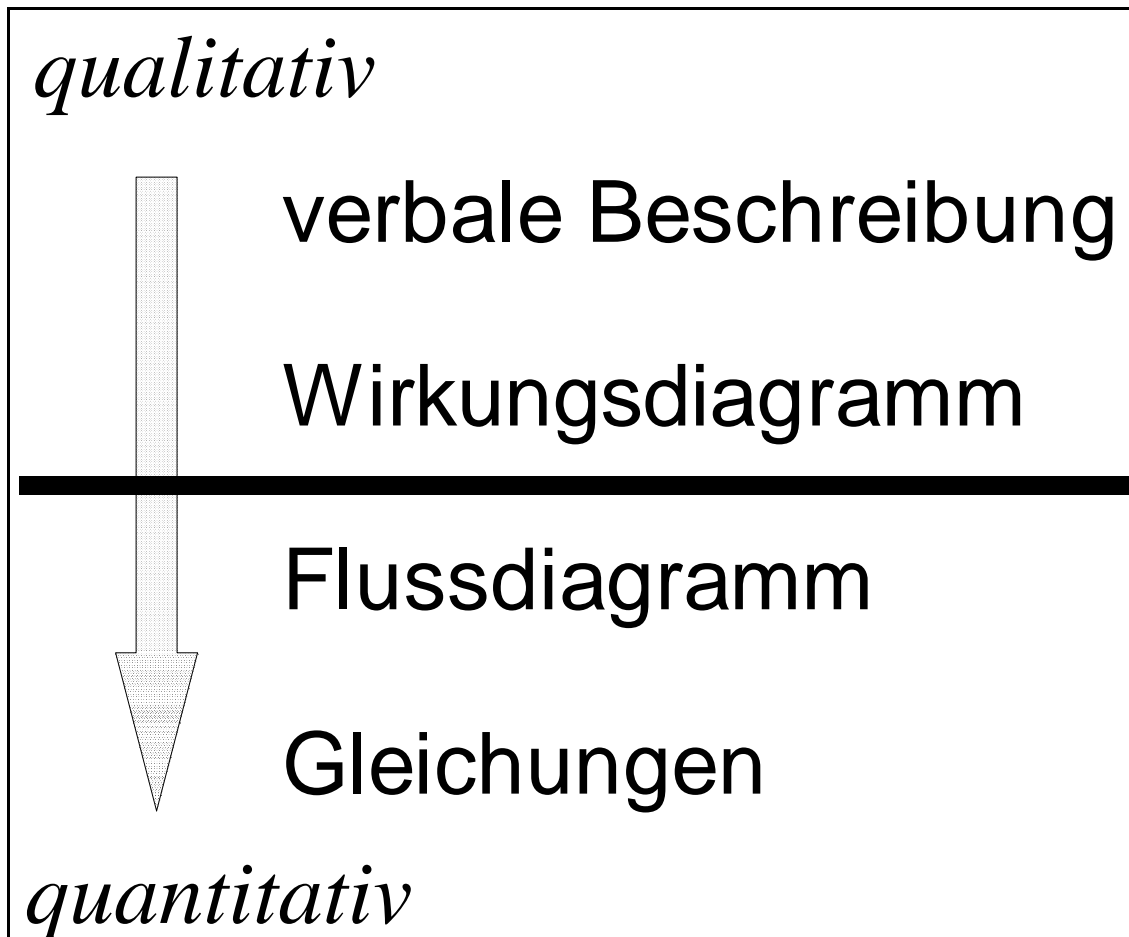 qualitativ
verbale Beschreibung
Wirkungsdiagramm
Flussdiagramm
Gleichungen
quantitativ